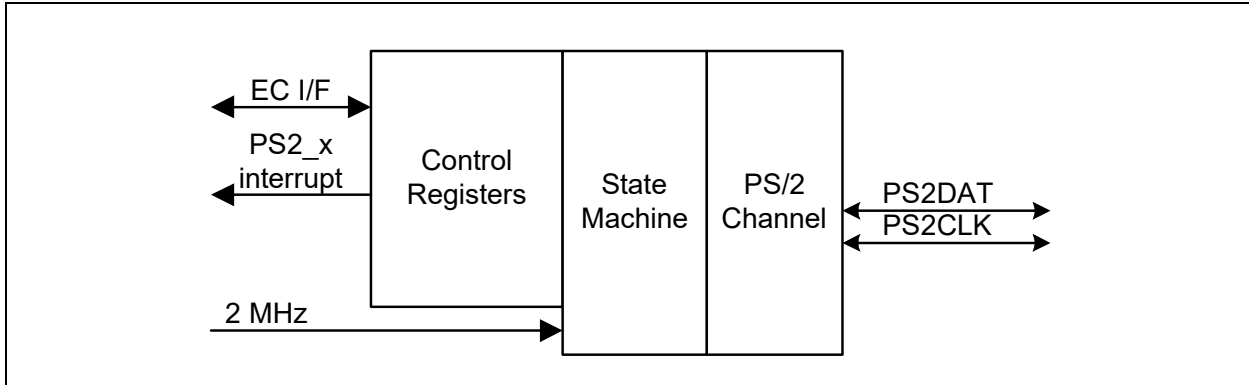 EC I/F
PS2_x
interrupt
Control
Registers
State
Machine
PS/2
Channel
PS2DAT
PS2CLK
2 MHz